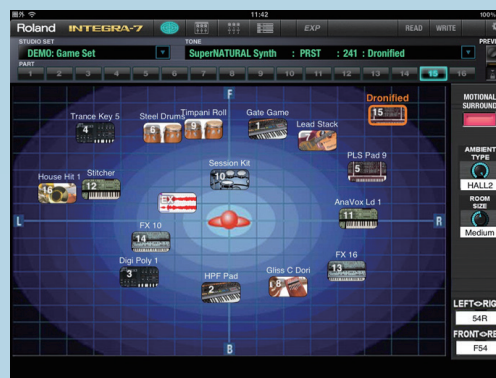 圏外 11:42 100%
Roland INTEGRA-7 EXP READ WRITE
STUDIO SET TONE PREVI
DEMO: Game Set SuperNATURAL Synth : PRST : 241 : Dronified
PART
1 2 3 4 5 6 7 8 9 10 11 12 13 14 15 16
F
Dronified
15
Trance Key 5
4
Steel Drums
6
Timpani Roll
9
Gate Game
1
Lead Stack
7
PLS Pad 9
5
Session Kit
10
House Hit 1
16
Stitcher
12
EX
AnaVox Ld 1
11
L
R
FX 10
14
Digi Poly 1
3
HPF Pad
2
Gliss C Dori
8
FX 16
13
B
MOTIONAL
SURROUND
AMBIENT
TYPE
HALL2
ROOM
SIZE
Medium
LEFT<>RIG
54R
FRONT<>RE
F54